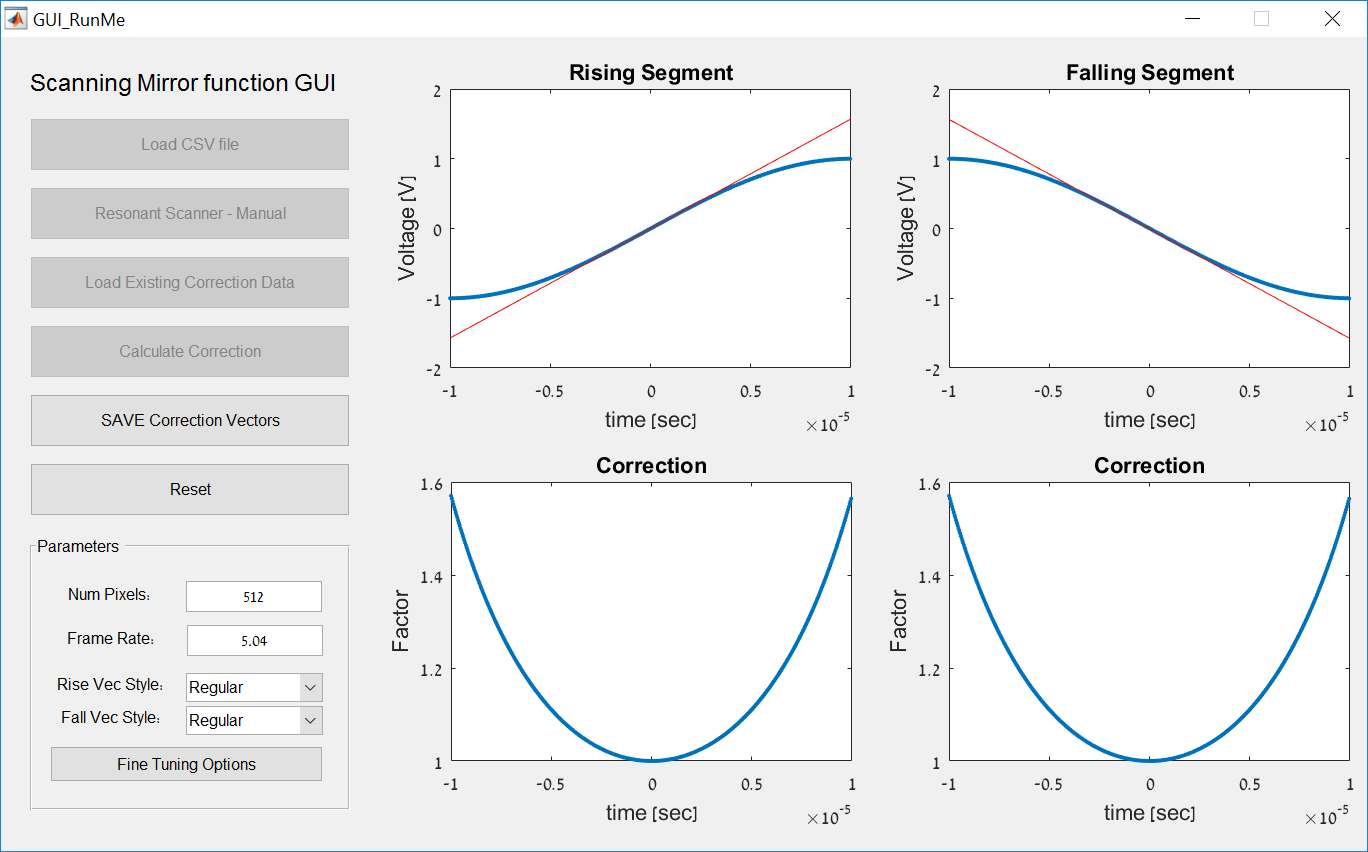 GUI_RunMe
Scanning Mirror function GUI
Load CSV file
Resonant Scanner - Manual
Load Existing Correction Data
Calculate Correction
SAVE Correction Vectors
Reset
Parameters
Num Pixels:
512
Frame Rate:
5.04
Rise Vec Style:
Regular
Fall Vec Style:
Regular
Fine Tuning Options
Rising Segment
Voltage [V]
2
1
0
-1
-2
-1
-0.5
0
0.5
1
time [sec]
×10^-5
Falling Segment
Voltage [V]
2
1
0
-1
-2
-1
-0.5
0
0.5
1
time [sec]
×10^-5
Correction
Factor
1.6
1.4
1.2
1
-1
-0.5
0
0.5
1
time [sec]
×10^-5
Correction
Factor
1.6
1.4
1.2
1
-1
-0.5
0
0.5
1
time [sec]
×10^-5